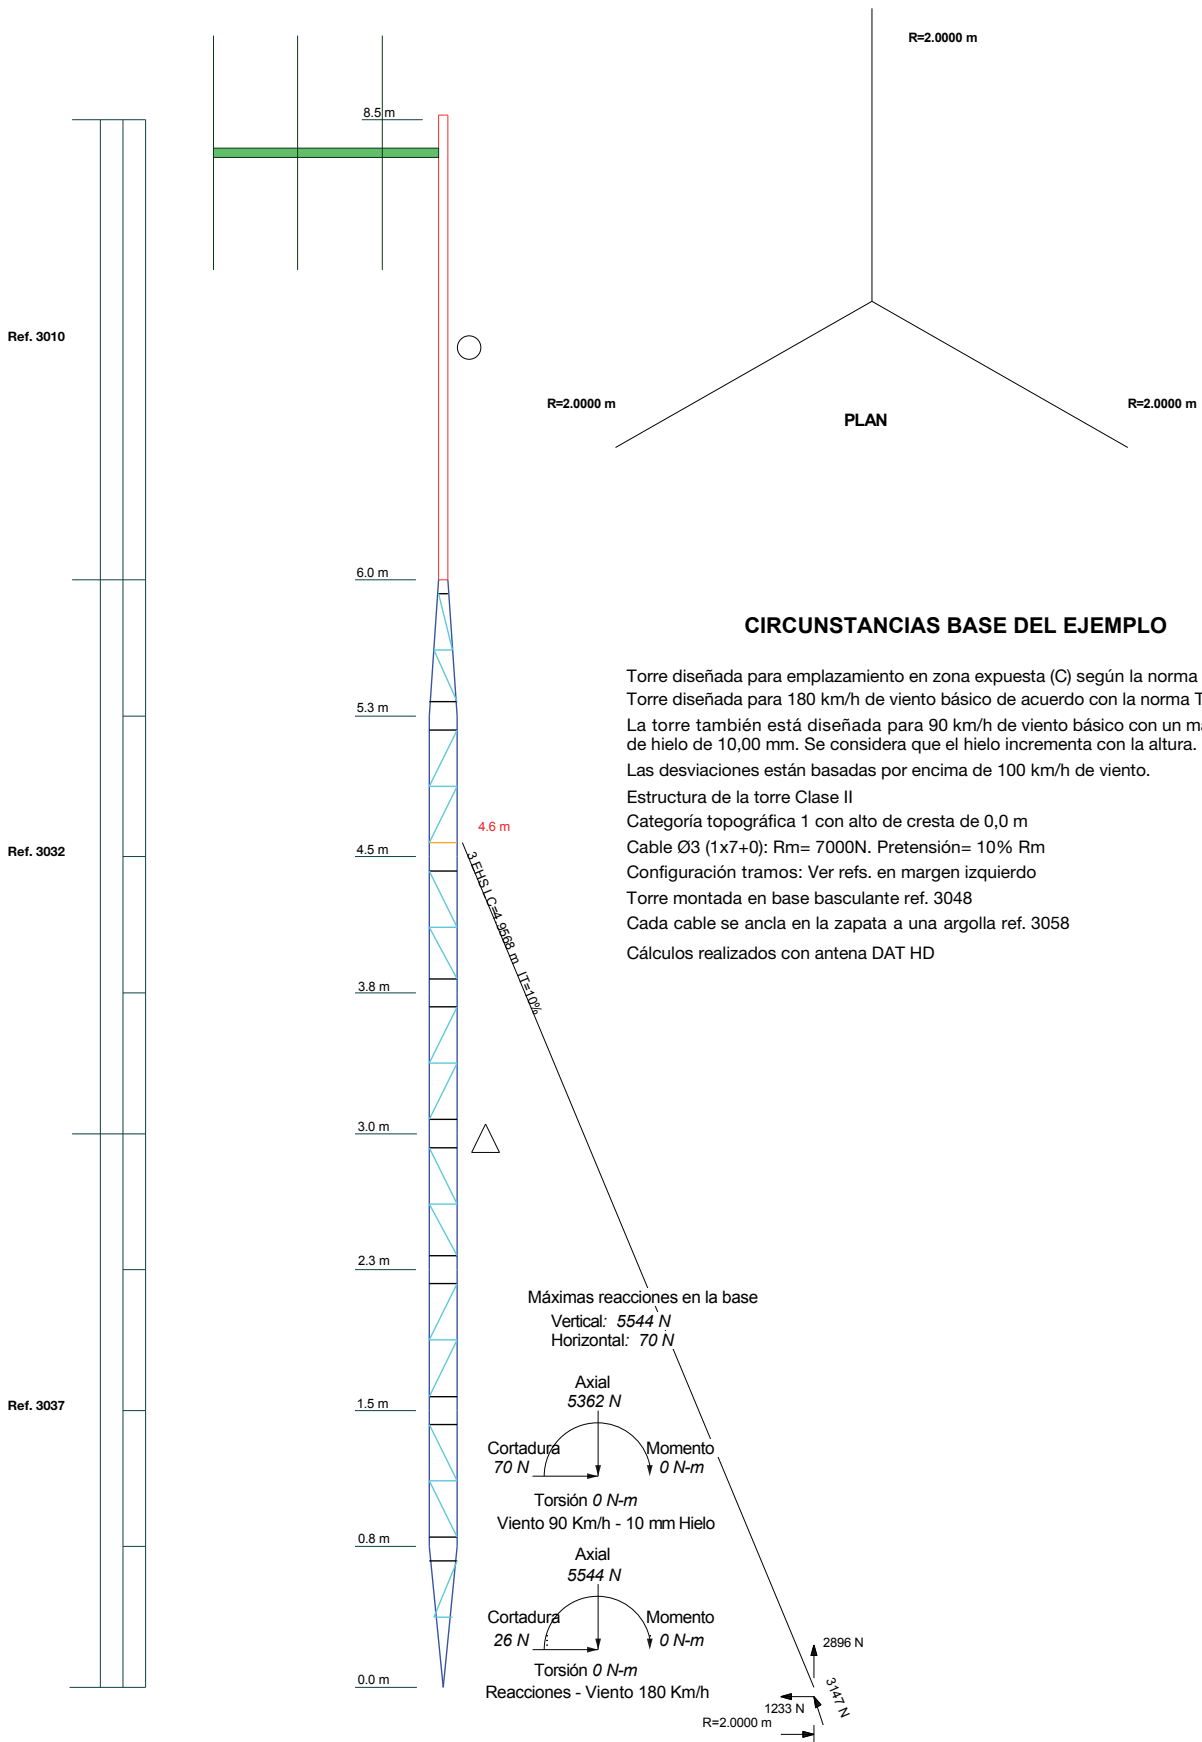 R=2.0000 m
8.5 m
Ref. 3010
R=2.0000 m
R=2.0000 m
PLAN
6.0 m
CIRCUNSTANCIAS BASE DEL EJEMPLO
Torre diseñada para emplazamiento en zona expuesta (C) según la norma
Torre diseñada para 180 km/h de viento básico de acuerdo con la norma T
La torre también está diseñada para 90 km/h de viento básico con un m
de hielo de 10,00 mm. Se considera que el hielo incrementa con la altura.
Las desviaciones están basadas por encima de 100 km/h de viento.
Estructura de la torre Clase II
Categoría topográfica 1 con alto de cresta de 0,0 m
Cable Ø3 (1x7+0): Rm= 7000N. Pretensión= 10% Rm
Configuración tramos: Ver refs. en margen izquierdo
Torre montada en base basculante ref. 3048
Cada cable se ancla en la zapata a una argolla ref. 3058
Cálculos realizados con antena DAT HD
5.3 m
4.6 m
Ref. 3032
4.5 m
3 EHS LC=4.9568 m IT=10%
3.8 m
3.0 m
2.3 m
Máximas reacciones en la base
Vertical: 5544 N
Horizontal: 70 N
Ref. 3037
1.5 m
Axial
5362 N
Cortadura
70 N
Momento
0 N-m
Torsión 0 N-m
Viento 90 Km/h - 10 mm Hielo
0.8 m
Axial
5544 N
Cortadura
26 N
Momento
0 N-m
Torsión 0 N-m
Reacciones - Viento 180 Km/h
0.0 m
2896 N
3147 N
1233 N
R=2.0000 m